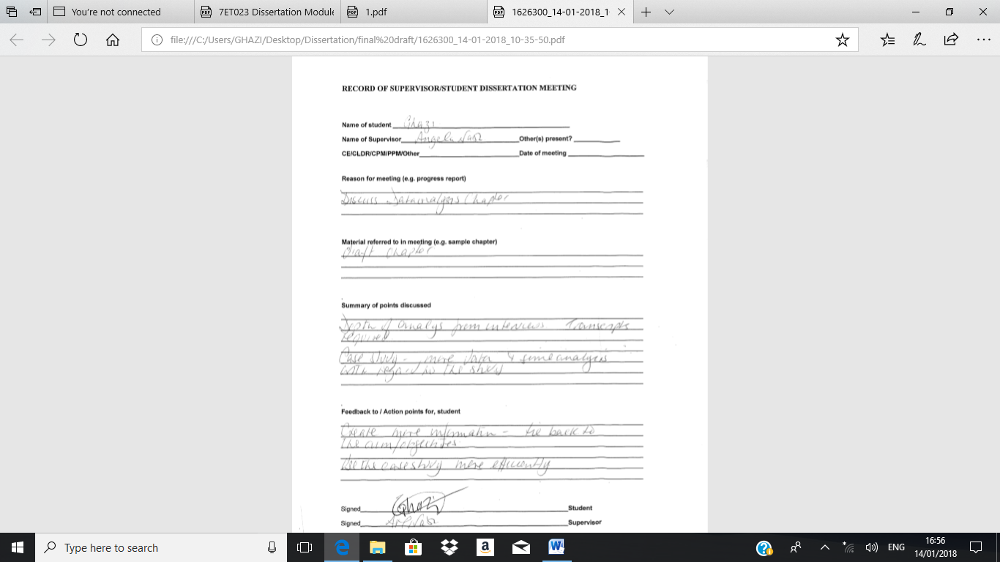 You're not connected
7ET023 Dissertation Module
1.pdf
1626300_14-01-2018_1
file:///C:/Users/GHAZI/Desktop/Dissertation/final%20draft/1626300_14-01-2018_10-35-50.pdf
RECORD OF SUPERVISOR/STUDENT DISSERTATION MEETING
Name of student Ghazi
Name of Supervisor Angela Nash Other(s) present?
CE/CLDR/CPM/PPM/Other Date of meeting
Reason for meeting (e.g. progress report)
Discuss Data analysis Chapter
Material referred to in meeting (e.g. sample chapter)
Draft Chapter
Summary of points discussed
Depth of analys from interviews Transcripts
required
Case study - more data & some analysis
with regard to the study
Feedback to / Action points for, student
Create more information - tie back to
the aim/objectives.
Use the case study more efficiently
Signed Ghazi Student
Signed Supervisor
Type here to search
ENG
16:56
14/01/2018